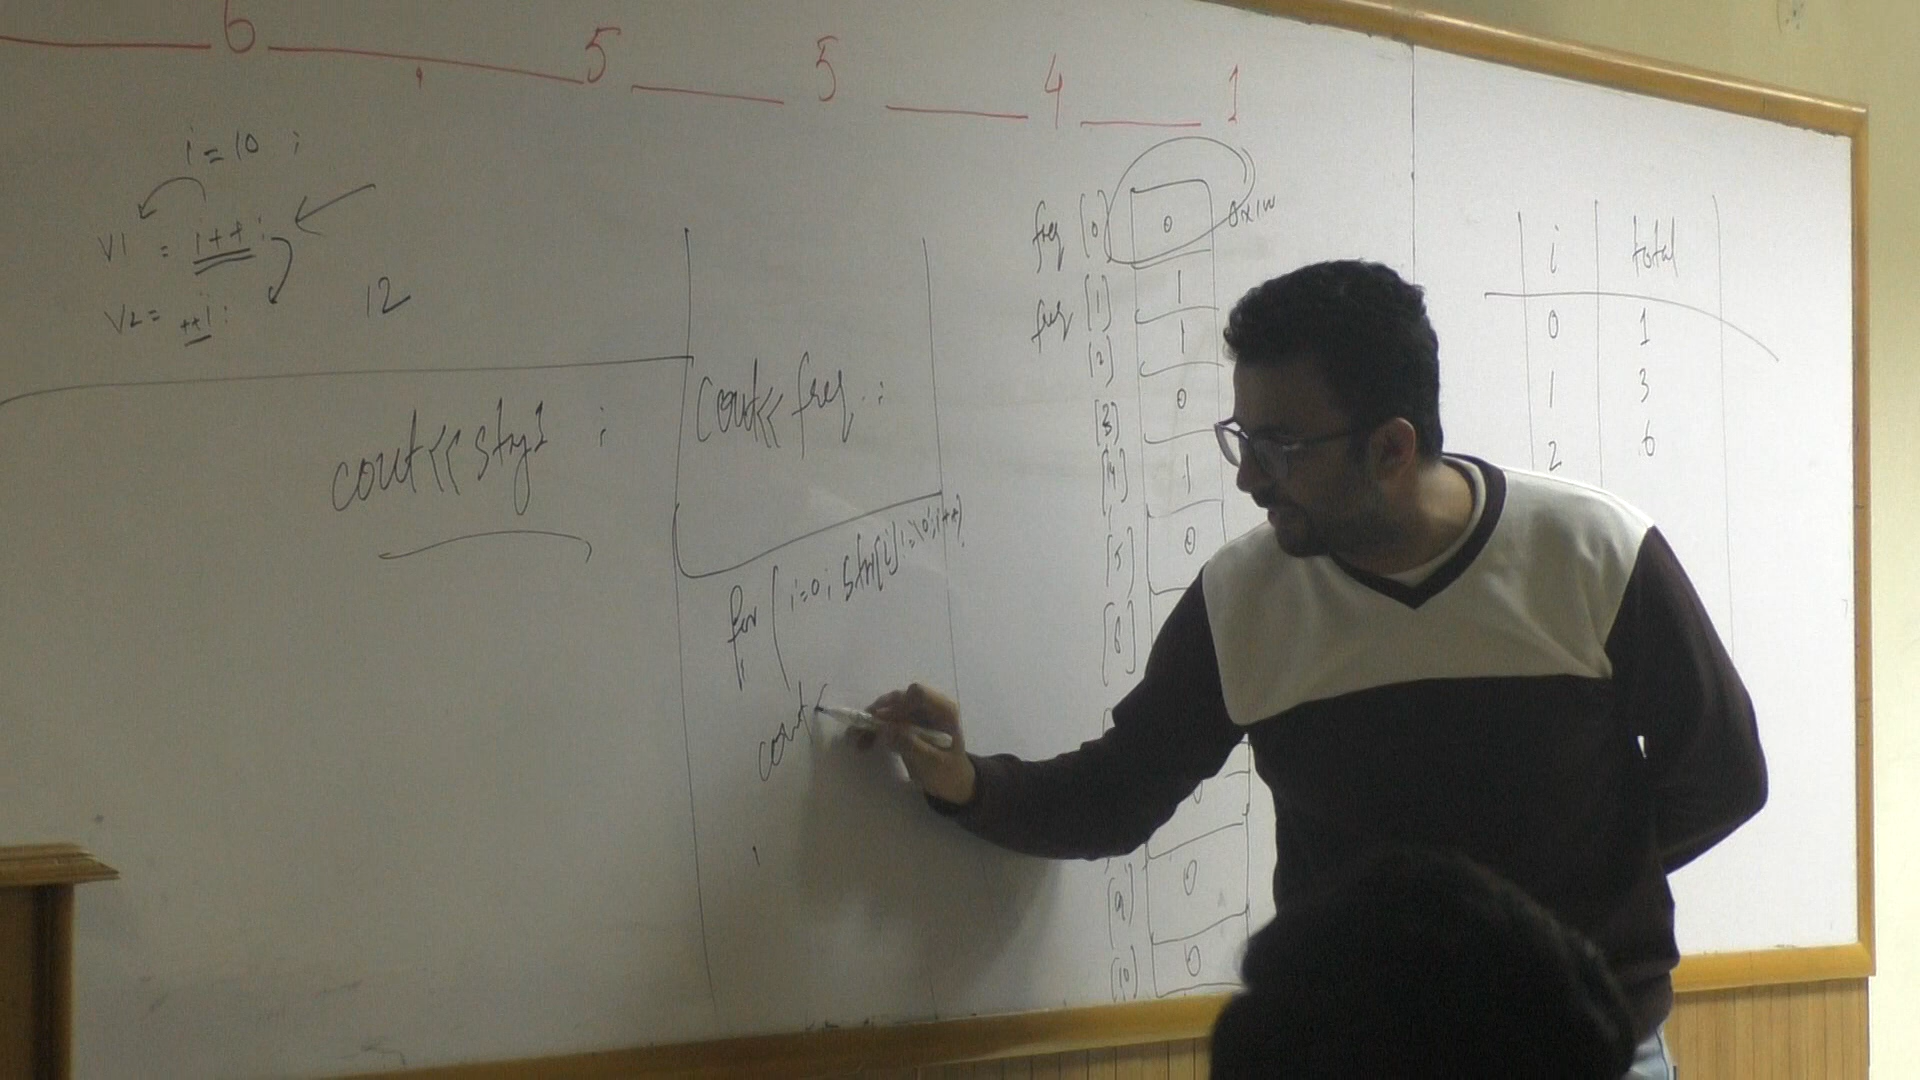 6 5 5 4 1
i = 10 ;
V1 = i++ ;
V2 = ++i ;
12
cout<<
cout<< freq ;
for ( i=0 ; str[i] != '\0'; i++)
cout<
freq [0] 0
freq [1] 1
[2] 1
[3] 0
[4] 1
[5] 0
[6]
[9] 0
[10] 0
i total
0 1
1 3
2 6